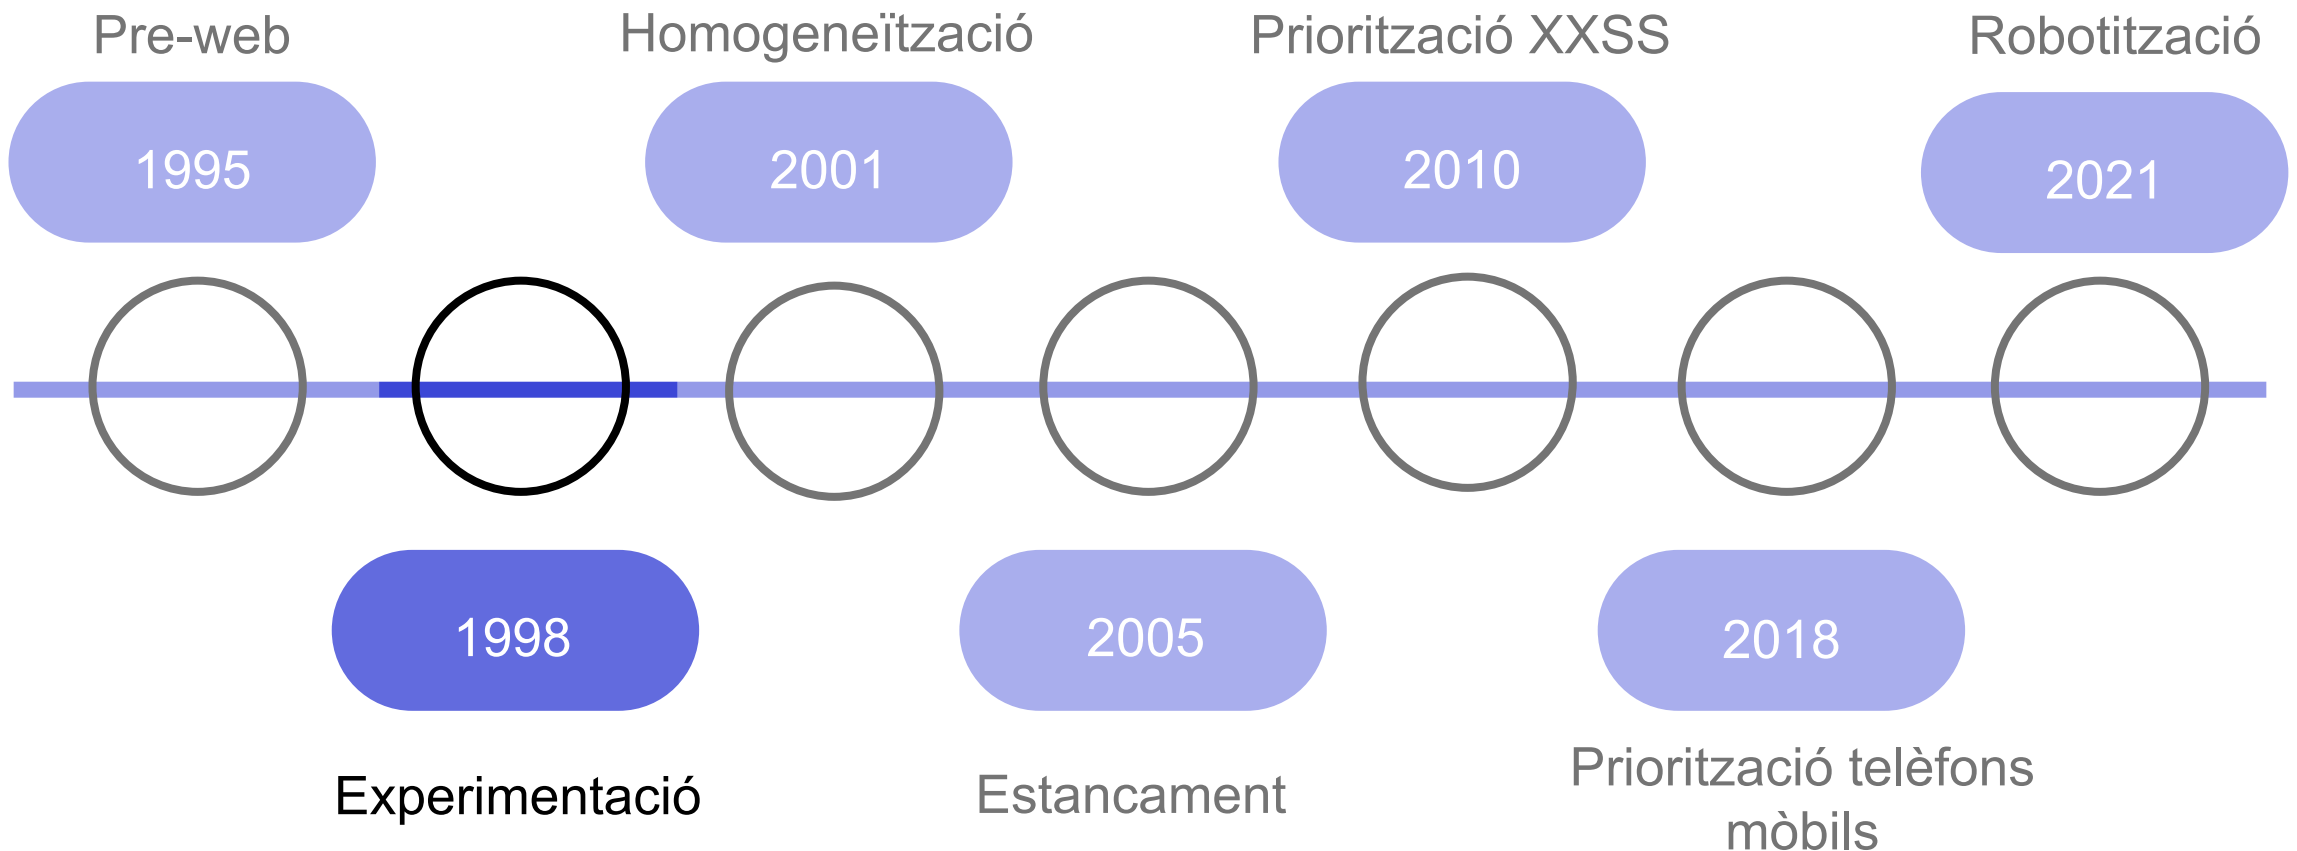 Pre-web
Homogeneïtzació
Priorització XXSS
Robotització
1995
2001
2010
2021
1998
2005
2018
Experimentació
Estancament
Priorització telèfons
mòbils